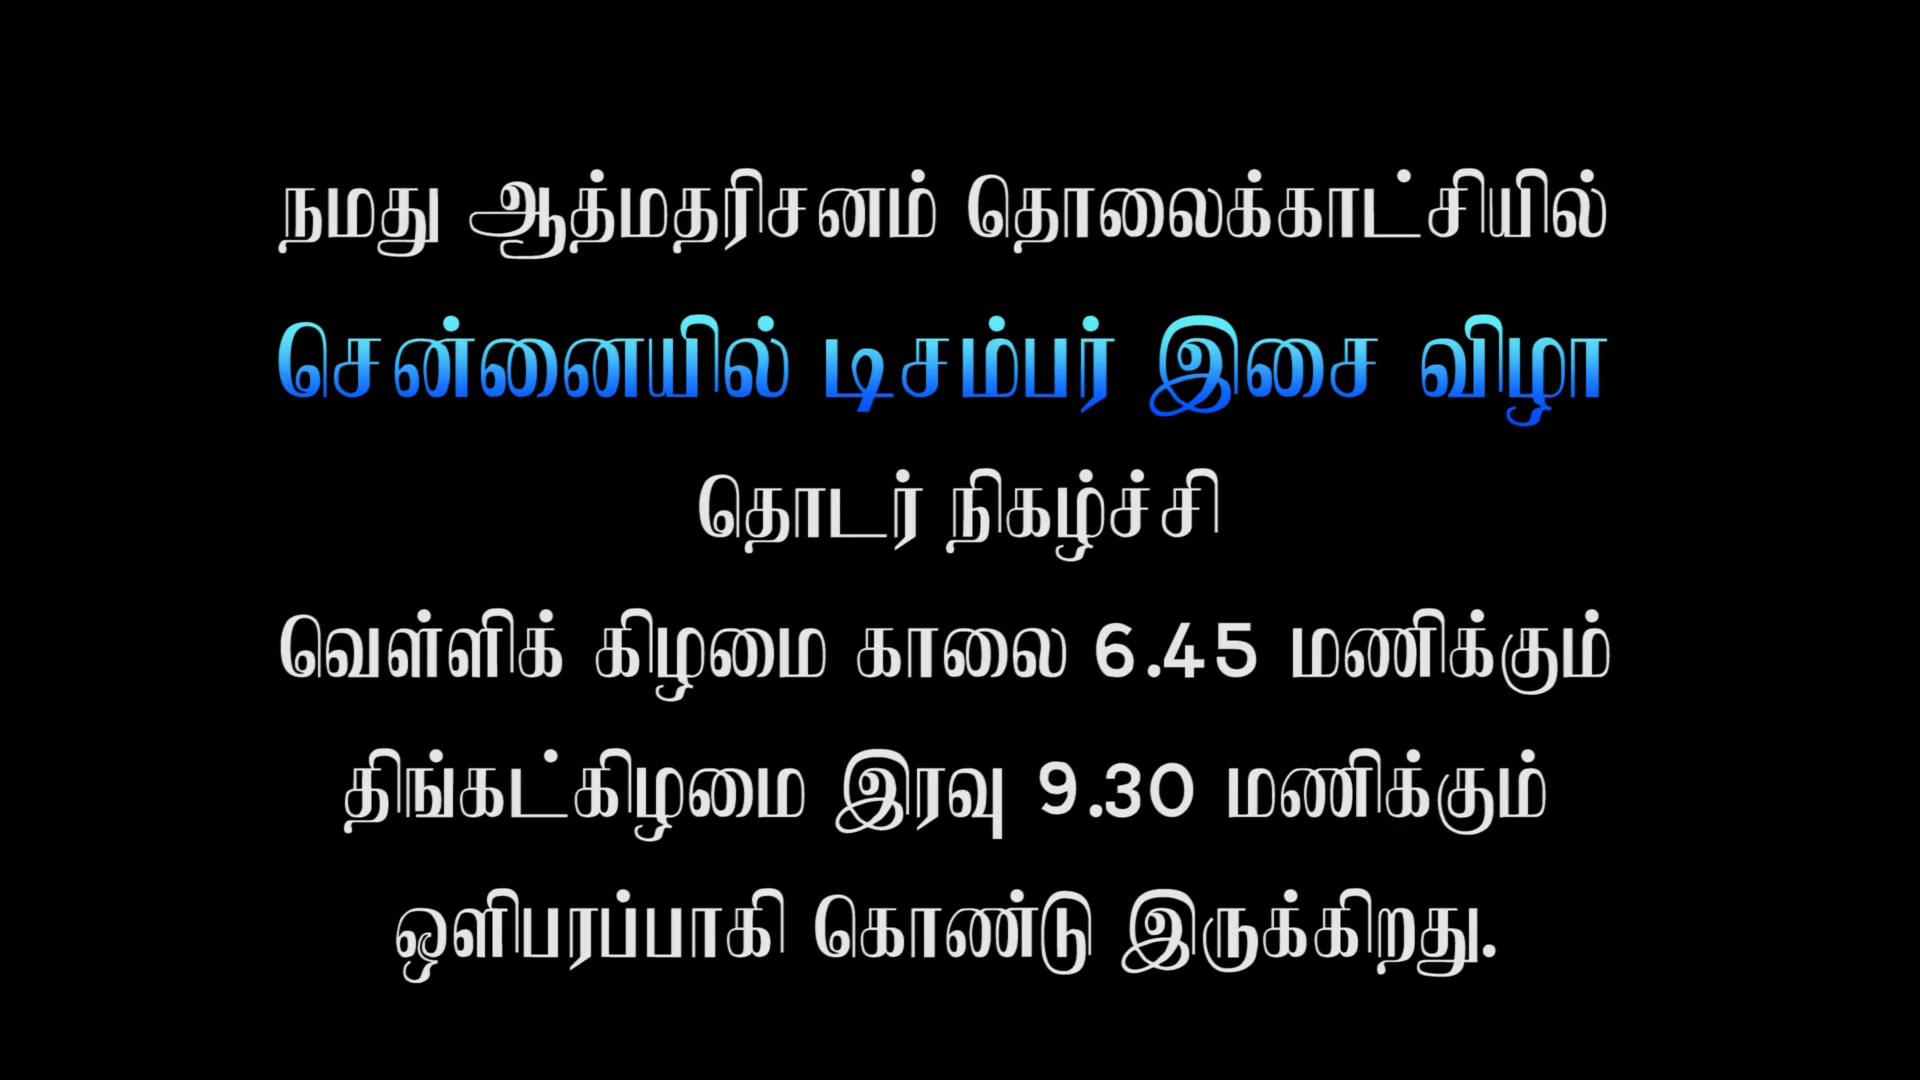 நமது ஆத்மதரிசனம் தொலைக்காட்சியில்
சென்னையில் டிசம்பர் இசை விழா
தொடர் நிகழ்ச்சி
வெள்ளிக் கிழமை காலை 6.45 மணிக்கும்
திங்கட்கிழமை இரவு 9.30 மணிக்கும்
ஒளிபரப்பாகி கொண்டு இருக்கிறது.